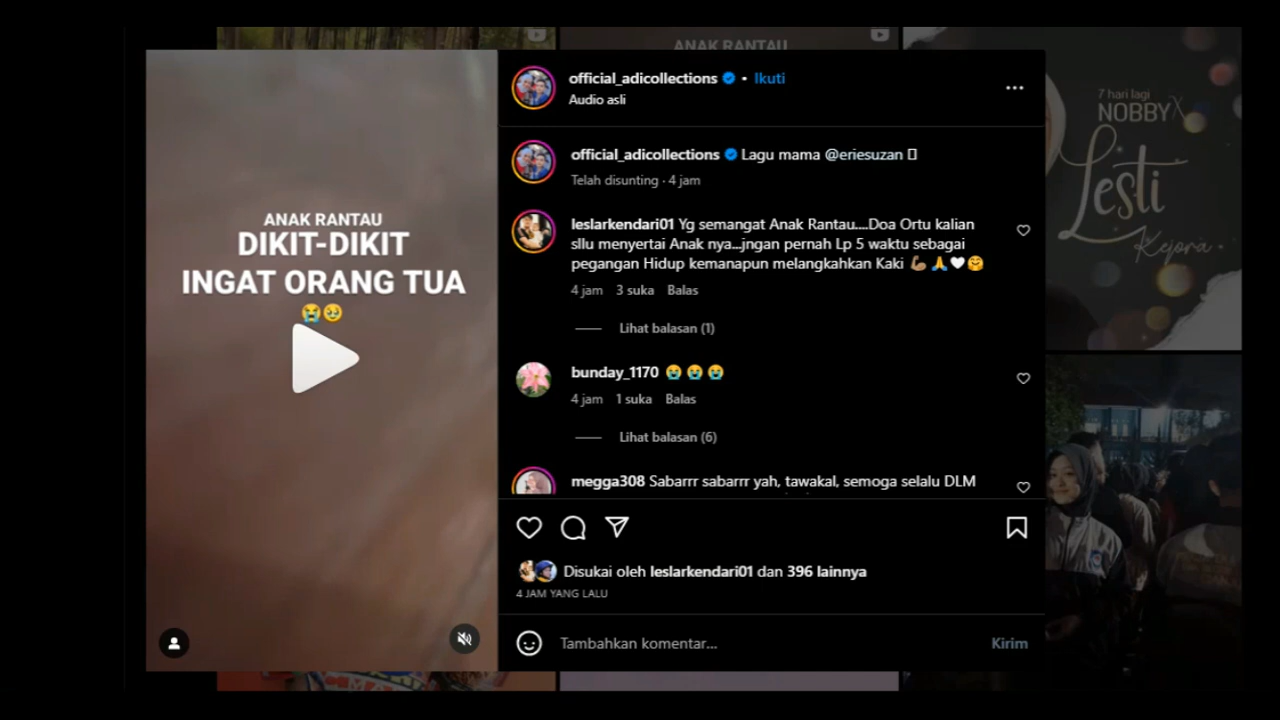 ANAK RANTAU
7 hari lagi
NOBBY X
Lesti
Kejora
ANAK RANTAU
DIKIT-DIKIT
INGAT ORANG TUA
😭🥹
official_adicollections • Ikuti
Audio asli
official_adicollections Lagu mama @eriesuzan
Telah disunting · 4 jam
leslarkendari01 Yg semangat Anak Rantau....Doa Ortu kalian
sllu menyertai Anak nya...jngan pernah Lp 5 waktu sebagai
pegangan Hidup kemanapun melangkahkan Kaki 💪🏽🙏🤍🤗
4 jam 3 suka Balas
Lihat balasan (1)
bunday_1170 😭😭😭
4 jam 1 suka Balas
Lihat balasan (6)
megga308 Sabarrr sabarrr yah, tawakal, semoga selalu DLM
Disukai oleh leslarkendari01 dan 396 lainnya
4 JAM YANG LALU
Tambahkan komentar...
Kirim